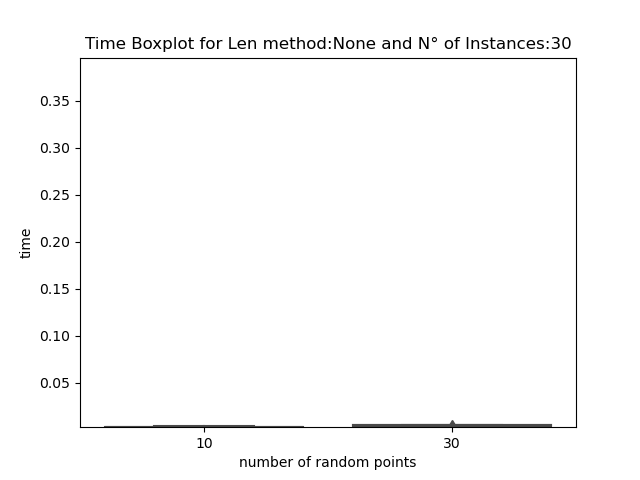 Time Boxplot for Len method:None and N° of Instances:30
0.35
0.30
0.25
0.20
0.15
0.10
0.05
time
10 30
number of random points